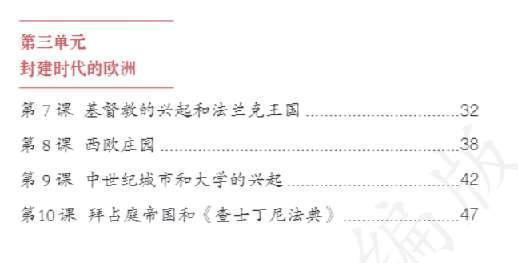 第三单元
封建时代的欧洲
第7课 基督教的兴起和法兰克王国................................32
第8课 西欧庄园................................38
第9课 中世纪城市和大学的兴起................................42
第10课 拜占庭帝国和《查士丁尼法典》................................47
编版